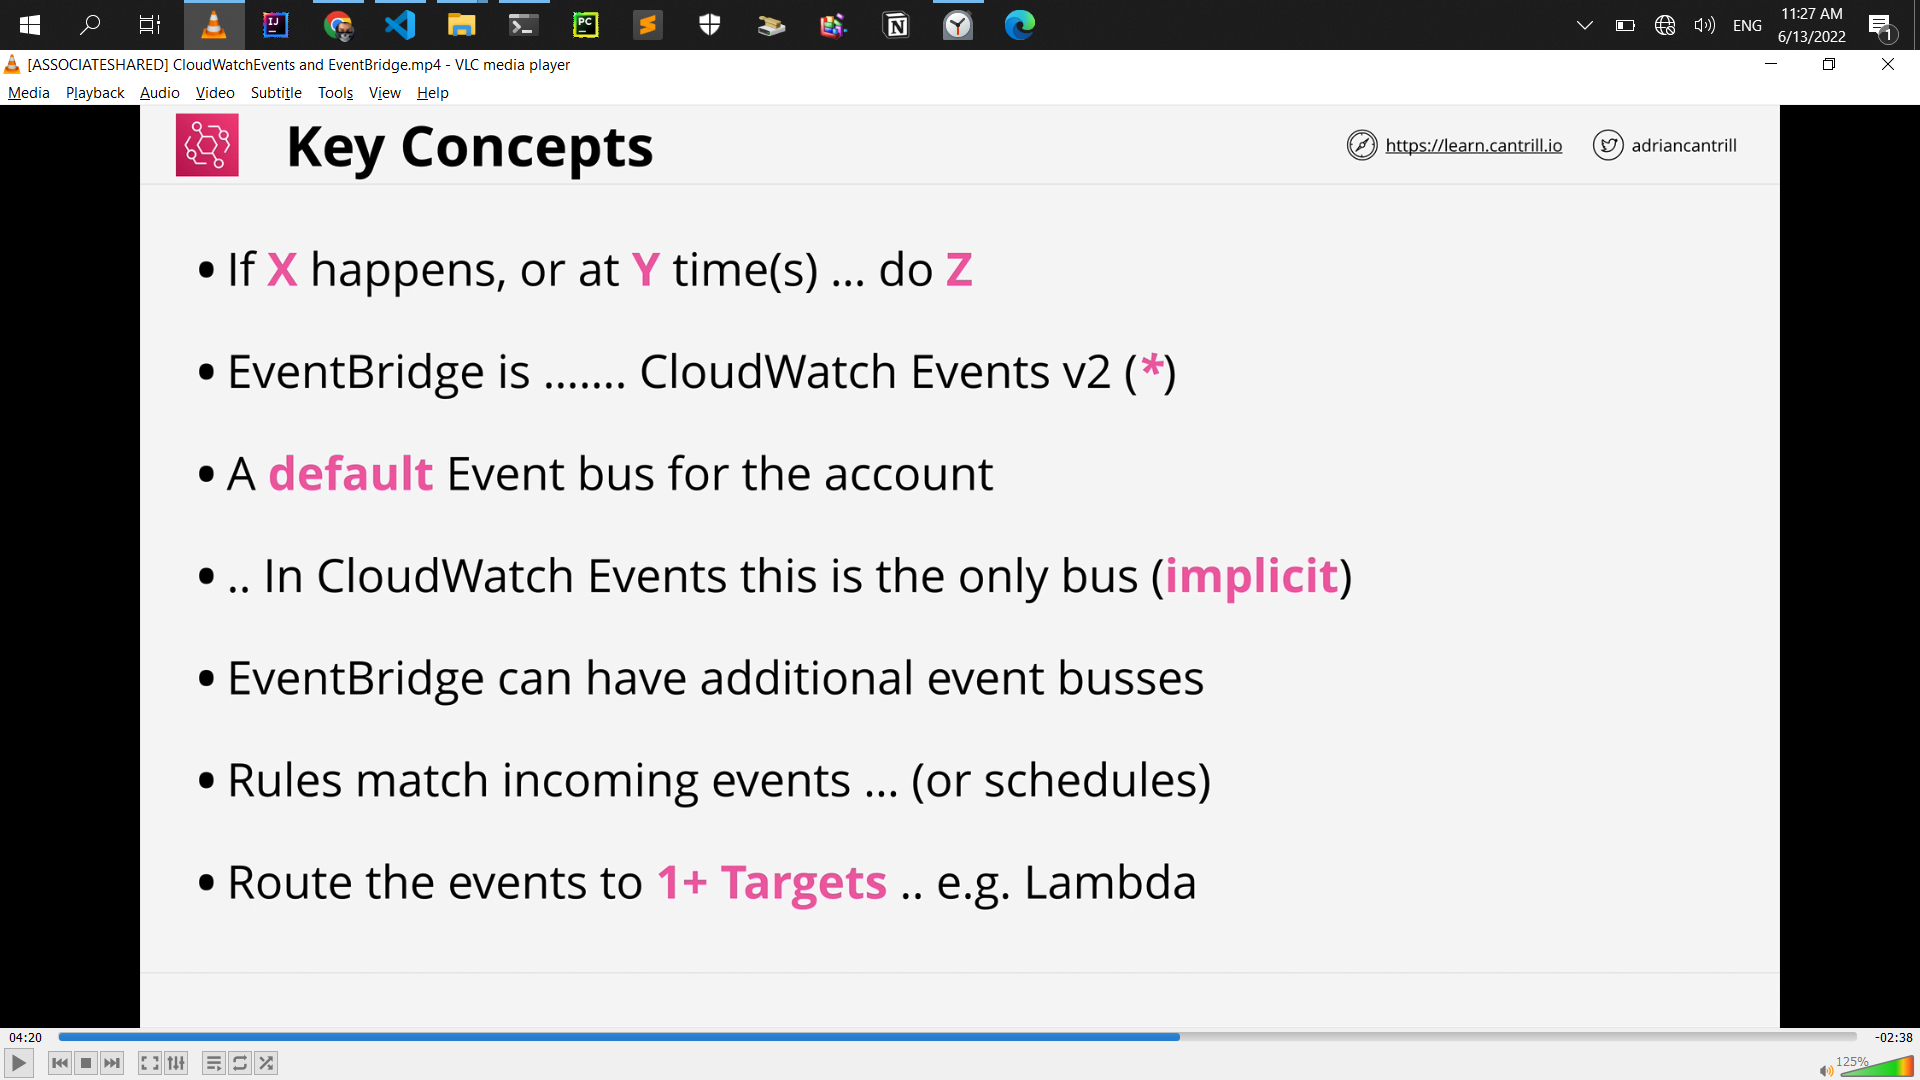 11:27 AM
ENG
6/13/2022
1
IJ
PC
N
[ASSOCIATESHARED] CloudWatchEvents and EventBridge.mp4 - VLC media player
Media Playback Audio Video Subtitle Tools View Help
Key Concepts
https://learn.cantrill.io
adriancantrill
• If X happens, or at Y time(s) ... do Z
• EventBridge is ....... CloudWatch Events v2 (*)
• A default Event bus for the account
• .. In CloudWatch Events this is the only bus (implicit)
• EventBridge can have additional event busses
• Rules match incoming events ... (or schedules)
• Route the events to 1+ Targets .. e.g. Lambda
04:20
-02:38
125%